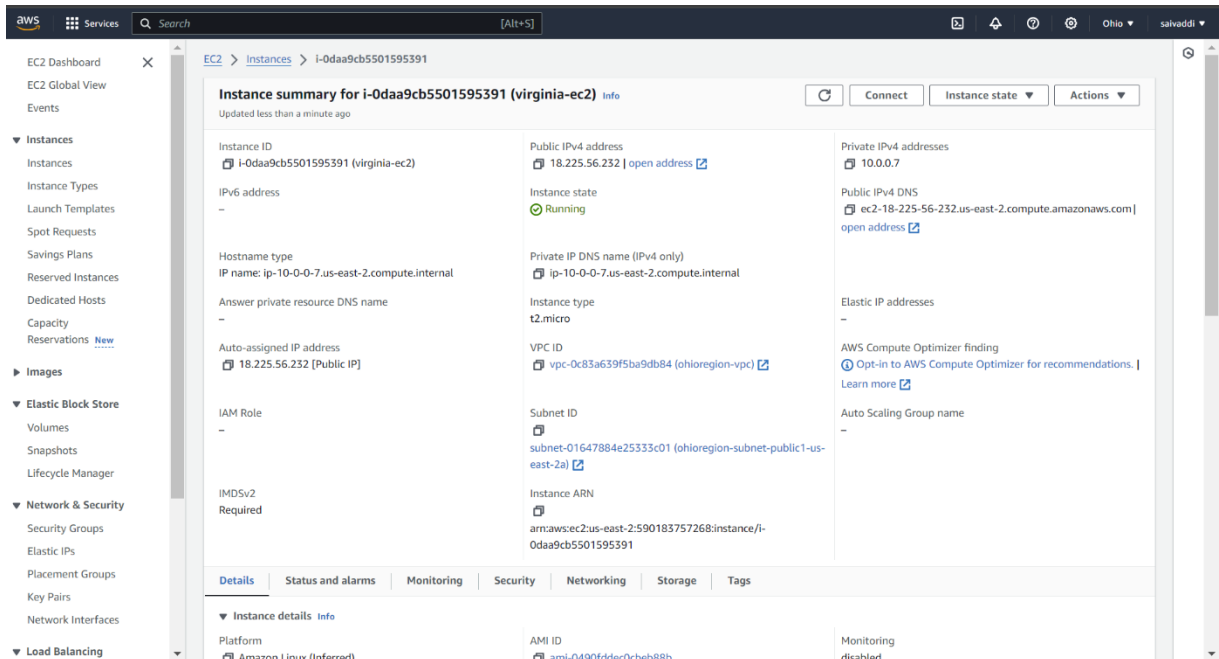 aws
Services
Search
[Alt+S]
Ohio ▼
saivaddi ▼
EC2 Dashboard
EC2 Global View
Events
Instances
Instances
Instance Types
Launch Templates
Spot Requests
Savings Plans
Reserved Instances
Dedicated Hosts
Capacity
Reservations New
Images
Elastic Block Store
Volumes
Snapshots
Lifecycle Manager
Network & Security
Security Groups
Elastic IPs
Placement Groups
Key Pairs
Network Interfaces
Load Balancing
EC2 > Instances > i-0daa9cb5501595391
Instance summary for i-0daa9cb5501595391 (virginia-ec2) Info
Updated less than a minute ago
Connect
Instance state ▼
Actions ▼
Instance ID
i-0daa9cb5501595391 (virginia-ec2)
Public IPv4 address
18.225.56.232 | open address
Private IPv4 addresses
10.0.0.7
IPv6 address
–
Instance state
Running
Public IPv4 DNS
ec2-18-225-56-232.us-east-2.compute.amazonaws.com |
open address
Hostname type
IP name: ip-10-0-0-7.us-east-2.compute.internal
Private IP DNS name (IPv4 only)
ip-10-0-0-7.us-east-2.compute.internal
Answer private resource DNS name
–
Instance type
t2.micro
Elastic IP addresses
–
Auto-assigned IP address
18.225.56.232 [Public IP]
VPC ID
vpc-0c83a639f5ba9db84 (ohioregion-vpc)
AWS Compute Optimizer finding
Opt-in to AWS Compute Optimizer for recommendations. |
Learn more
IAM Role
–
Subnet ID
subnet-01647884e25333c01 (ohioregion-subnet-public1-us-
east-2a)
Auto Scaling Group name
–
IMDSv2
Required
Instance ARN
arn:aws:ec2:us-east-2:590183757268:instance/i-
0daa9cb5501595391
Details
Status and alarms
Monitoring
Security
Networking
Storage
Tags
Instance details Info
Platform
Amazon Linux (Inferred)
AMI ID
ami-0490fddec0cbeb88b
Monitoring
disabled